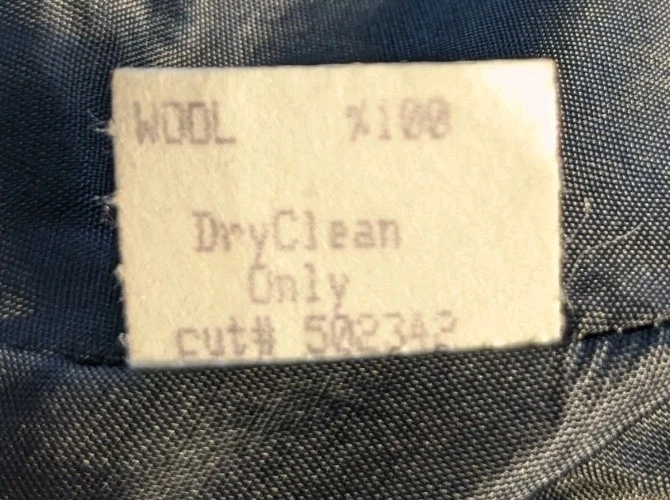 WOOL %100
DryClean
Only
cut# 502342